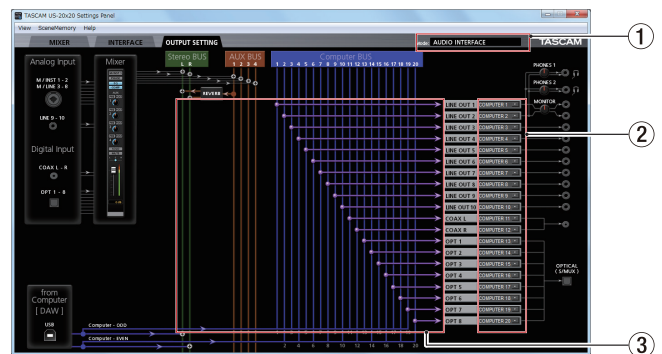 TASCAM US-20x20 Settings Panel
View SceneMemory Help
MIXER INTERFACE OUTPUT SETTING
Mode: AUDIO INTERFACE
TASCAM
1
Analog Input
M / INST 1 - 2
M / LINE 3 - 8
LINE 9 - 10
Digital Input
COAX L - R
OPT 1 - 8
Mixer
Stereo BUS
L R
AUX BUS
1 2 3 4
Computer BUS
1 2 3 4 5 6 7 8 9 10 11 12 13 14 15 16 17 18 19 20
REVERB
LINE OUT 1 COMPUTER 1
LINE OUT 2 COMPUTER 2
LINE OUT 3 COMPUTER 3
LINE OUT 4 COMPUTER 4
LINE OUT 5 COMPUTER 5
LINE OUT 6 COMPUTER 6
LINE OUT 7 COMPUTER 7
LINE OUT 8 COMPUTER 8
LINE OUT 9 COMPUTER 9
LINE OUT 10 COMPUTER 10
COAX L COMPUTER 11
COAX R COMPUTER 12
OPT 1 COMPUTER 13
OPT 2 COMPUTER 14
OPT 3 COMPUTER 15
OPT 4 COMPUTER 16
OPT 5 COMPUTER 17
OPT 6 COMPUTER 18
OPT 7 COMPUTER 19
OPT 8 COMPUTER 20
PHONES 1
PHONES 2
MONITOR
2
OPTICAL
( S/MUX )
from
Computer
[ DAW ]
USB
Computer - ODD
Computer - EVEN
2 4 6 8 10 12 14 16 18 20
3